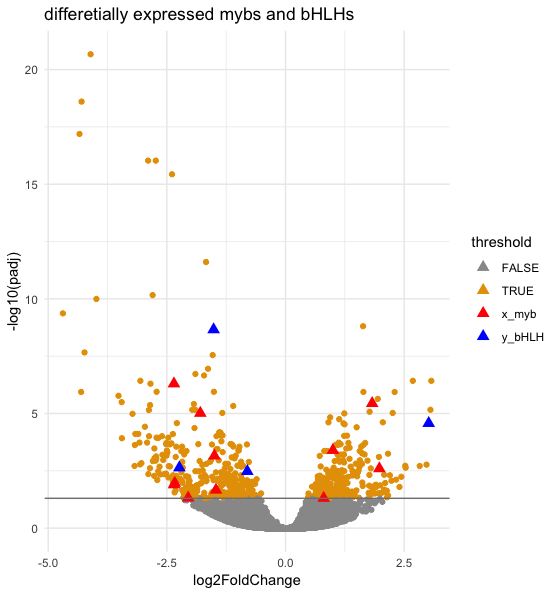 differetially expressed mybs and bHLHs
20
15
10
5
0
-log10(padj)
-5.0
-2.5
0.0
2.5
log2FoldChange
threshold
FALSE
TRUE
x_myb
y_bHLH